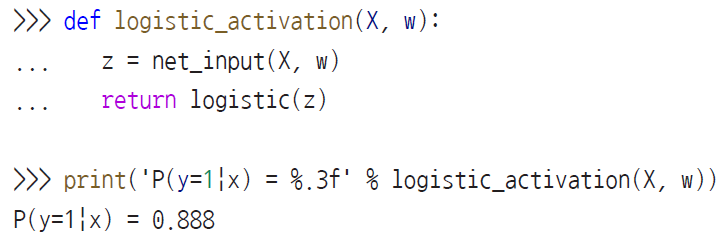 >>> def logistic_activation(X, w):
...     z = net_input(X, w)
...     return logistic(z)
>>> print('P(y=1¦x) = %.3f' % logistic_activation(X, w))
P(y=1¦x) = 0.888